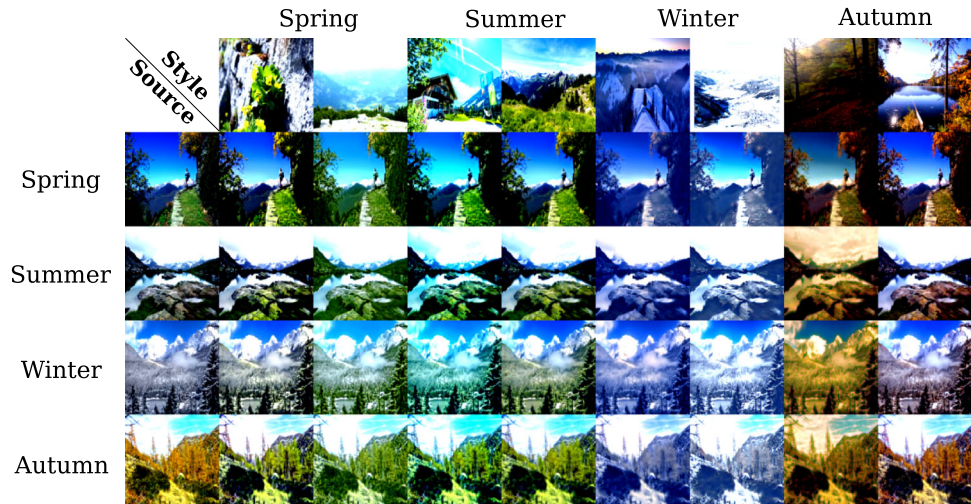 Spring Summer Winter Autumn
Style
Source
Spring
Summer
Winter
Autumn